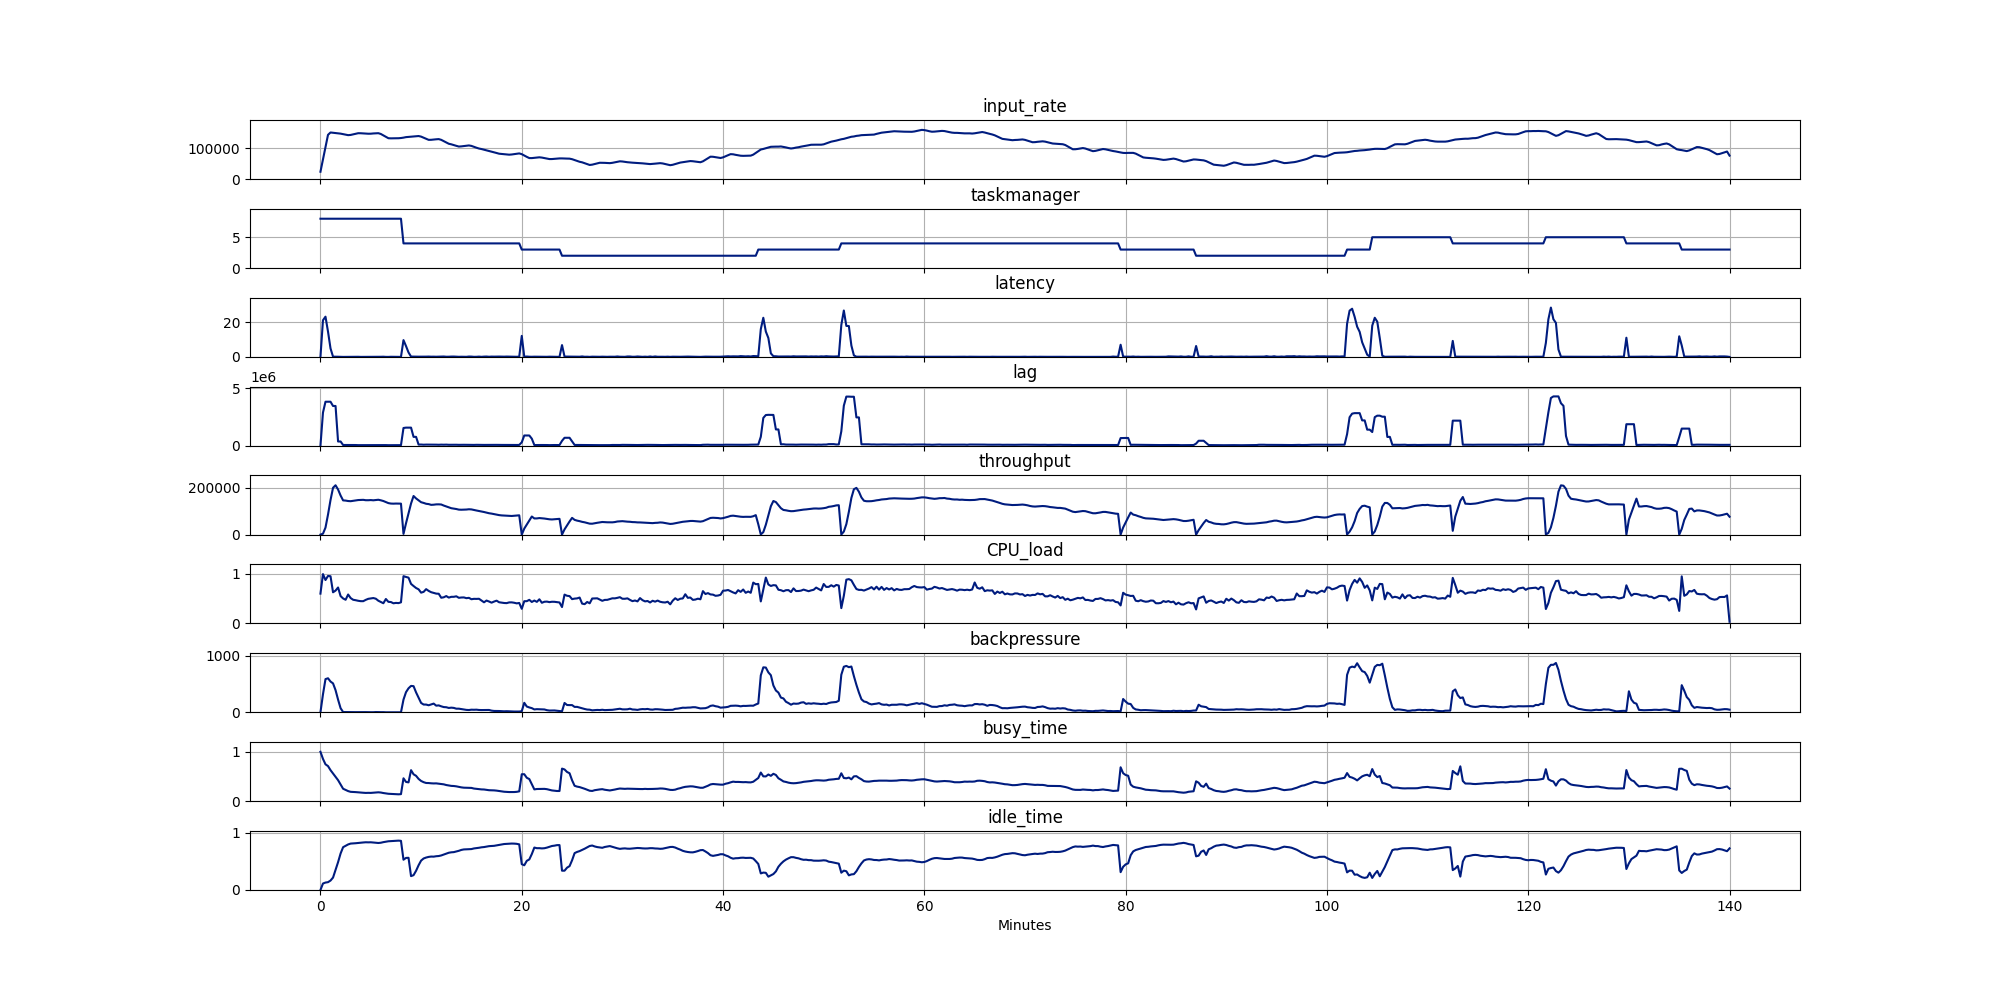 input_rate
100000
0
taskmanager
5
0
latency
20
0
1e6
lag
5
0
throughput
200000
0
CPU_load
1
0
backpressure
1000
0
busy_time
1
0
idle_time
1
0
0 20 40 60 80 100 120 140
Minutes